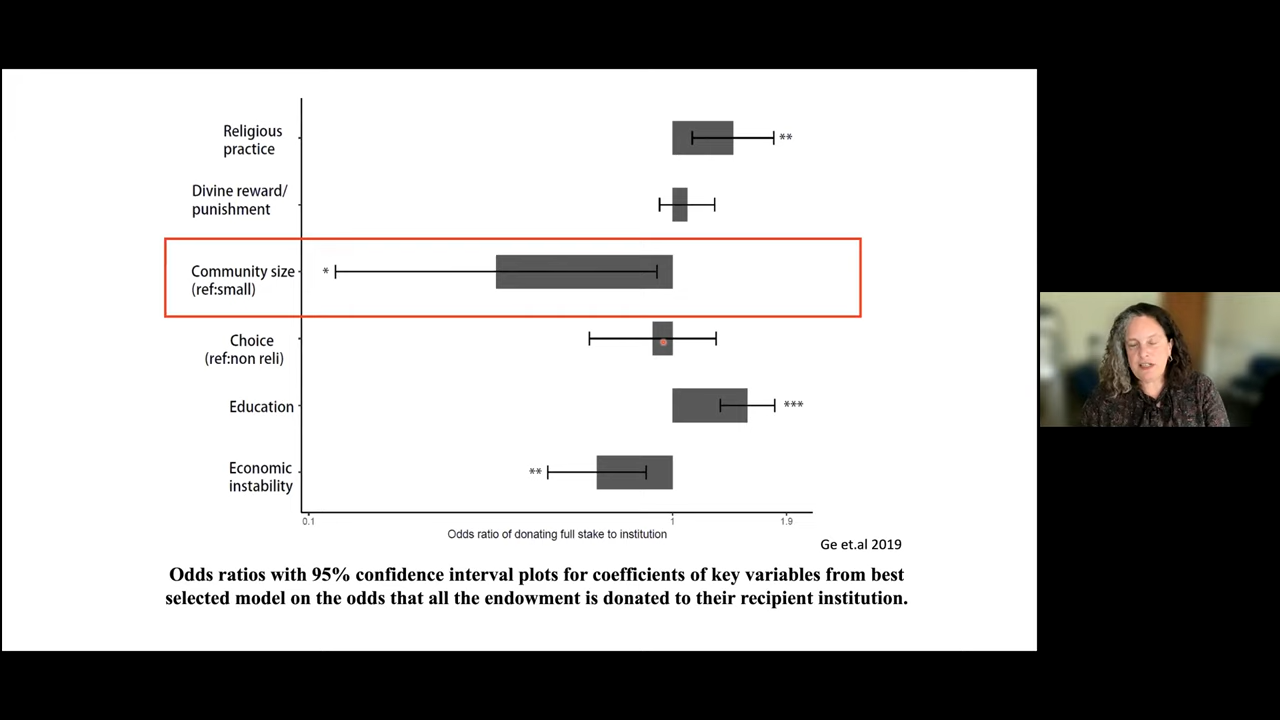 Religious
practice
**
Divine reward/
punishment
Community size
(ref:small)
*
Choice
(ref:non reli)
Education
***
Economic
instability
**
0.1
1
1.9
Odds ratio of donating full stake to institution
Ge et.al 2019
Odds ratios with 95% confidence interval plots for coefficients of key variables from best
selected model on the odds that all the endowment is donated to their recipient institution.